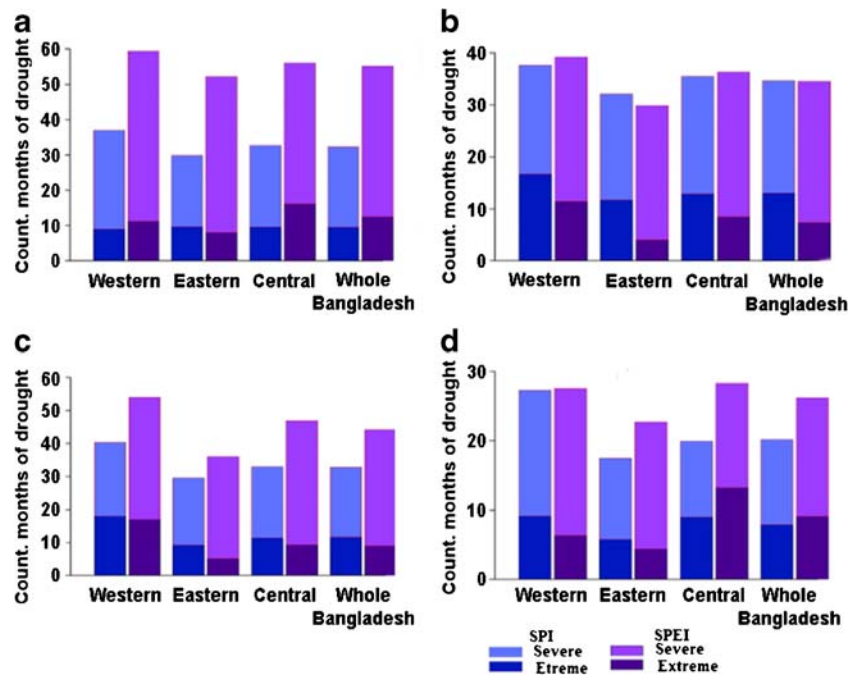 a
Count. months of drought
60
50
40
30
20
10
0
Western Eastern Central Whole
Bangladesh
b
Count. months of drought
40
30
20
10
0
Western Eastern Central Whole
Bangladesh
c
Count. months of drought
60
50
40
30
20
10
0
Western Eastern Central Whole
Bangladesh
d
Count. months of drought
30
20
10
0
Western Eastern Central Whole
Bangladesh
SPI SPEI
Severe Severe
Etreme Extreme